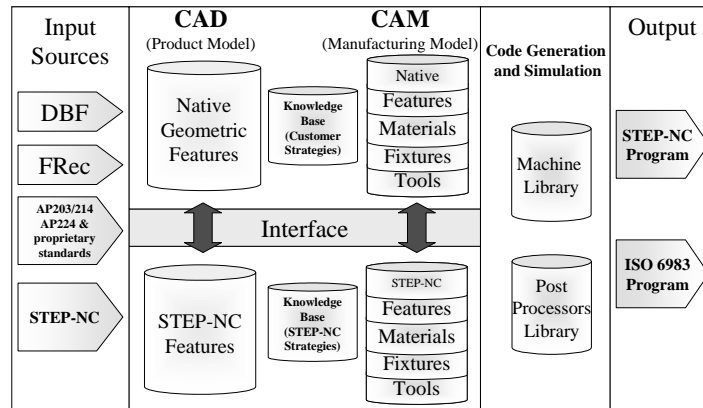 Input
Sources
DBF
FRec
AP203/214
AP224 &
proprietary
standards
STEP-NC
CAD
(Product Model)
CAM
(Manufacturing Model)
Native
Geometric
Features
Knowledge
Base
(Customer
Strategies)
Native
Features
Materials
Fixtures
Tools
Interface
STEP-NC
Features
Knowledge
Base
(STEP-NC
Strategies)
STEP-NC
Features
Materials
Fixtures
Tools
Code Generation
and Simulation
Machine
Library
Post
Processors
Library
Output
STEP-NC
Program
ISO 6983
Program